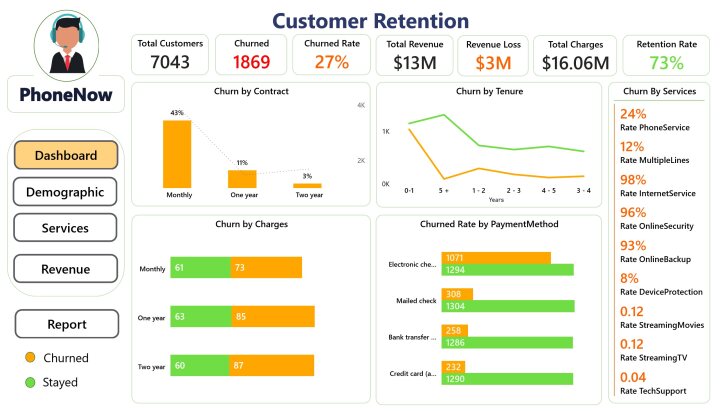 Customer Retention
PhoneNow
Dashboard
Demographic
Services
Revenue
Report
Churned
Stayed
Total Customers
7043
Churned
1869
Churned Rate
27%
Total Revenue
$13M
Revenue Loss
$3M
Total Charges
$16.06M
Retention Rate
73%
Churn by Contract
4K
2K
43%
11%
3%
Monthly
One year
Two year
Churn by Tenure
1K
0K
0-1
5 +
1 - 2
2 - 3
4 - 5
3 - 4
Years
Churn by Charges
Monthly
61
73
One year
63
85
Two year
60
87
Churned Rate by PaymentMethod
Electronic che...
1071
1294
Mailed check
308
1304
Bank transfer ...
258
1286
Credit card (a...
232
1290
Churn By Services
24%
Rate PhoneService
12%
Rate MultipleLines
98%
Rate InternetService
96%
Rate OnlineSecurity
93%
Rate OnlineBackup
8%
Rate DeviceProtection
0.12
Rate StreamingMovies
0.12
Rate StreamingTV
0.04
Rate TechSupport